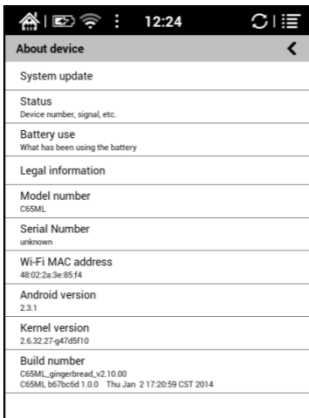 12:24
About device
System update
Status
Device number, signal, etc.
Battery use
What has been using the battery
Legal information
Model number
C65ML
Serial Number
unknown
Wi-Fi MAC address
48:02:2a:3e:85:f4
Android version
2.3.1
Kernel version
2.6.32.27-g47d5f10
Build number
C65ML_gingerbread_v2.10.00
C65ML b67bc6d 1.0.0 Thu Jan 2 17:20:59 CST 2014